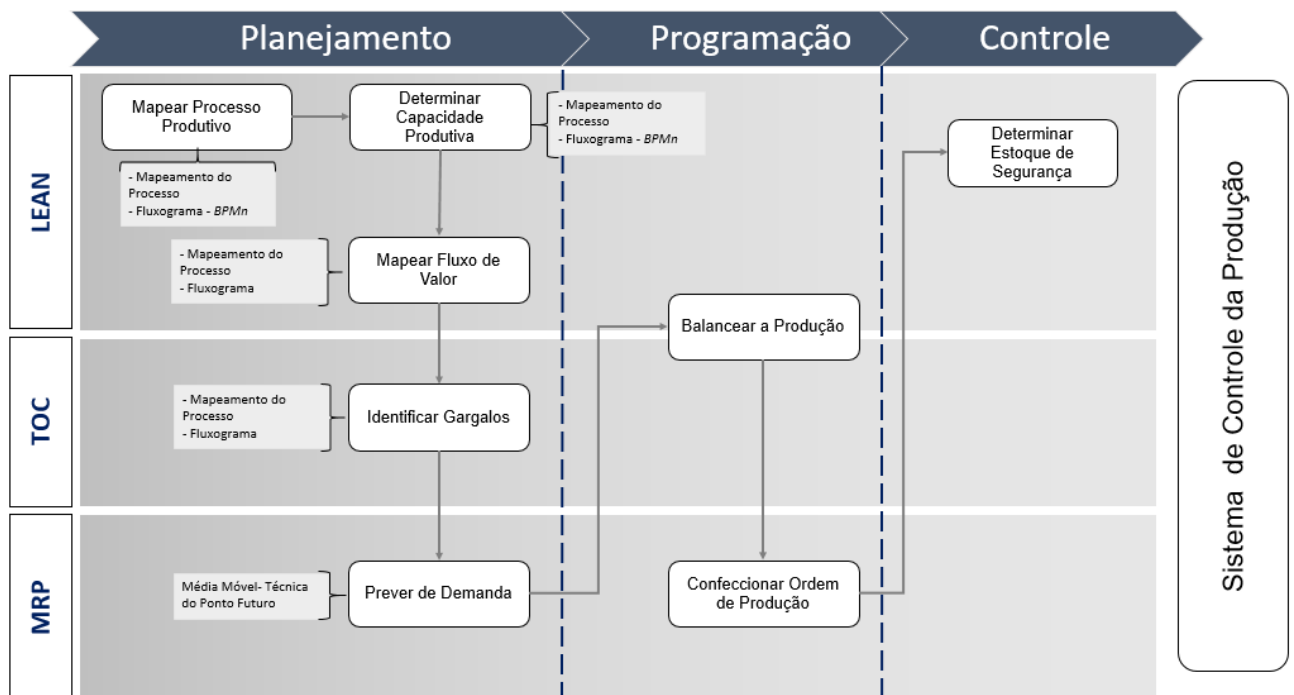 Planejamento
Programação
Controle
LEAN
Mapear Processo
Produtivo
Determinar
Capacidade
Produtiva
- Mapeamento do
Processo
- Fluxograma - BPMn
Determinar
Estoque de
Segurança
- Mapeamento do
Processo
- Fluxograma - BPMn
- Mapeamento do
Processo
- Fluxograma
Mapear Fluxo de
Valor
Balancear a Produção
TOC
- Mapeamento do
Processo
- Fluxograma
Identificar Gargalos
MRP
Média Móvel- Técnica
do Ponto Futuro
Prever de Demanda
Confeccionar Ordem
de Produção
Sistema de Controle da Produção